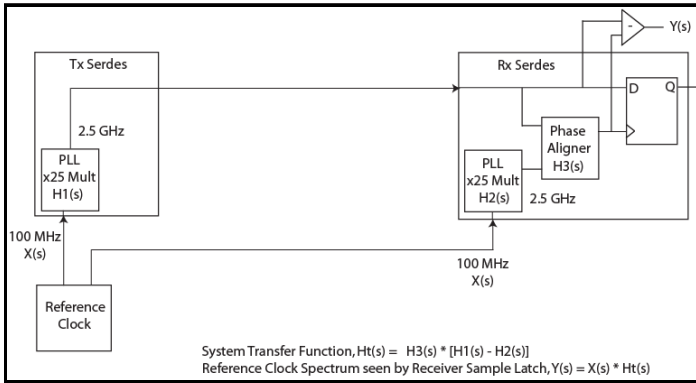 Y(s)
-
Tx Serdes
Rx Serdes
D Q
2.5 GHz
Phase
Aligner
H3(s)
PLL
x25 Mult
H1(s)
PLL
x25 Mult
H2(s)
2.5 GHz
100 MHz
X(s)
100 MHz
X(s)
Reference
Clock
System Transfer Function, Ht(s) = H3(s) * [H1(s) - H2(s)]
Reference Clock Spectrum seen by Receiver Sample Latch, Y(s) = X(s) * Ht(s)